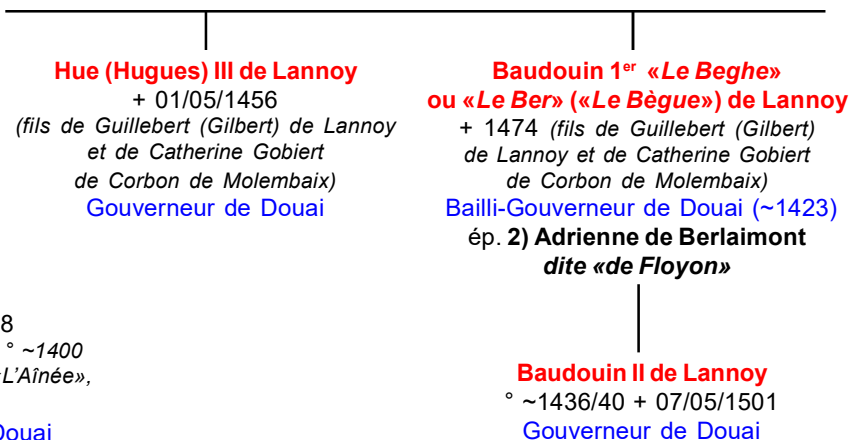 Hue (Hugues) III de Lannoy
+ 01/05/1456
(fils de Guillebert (Gilbert) de Lannoy
et de Catherine Gobiert
de Corbon de Molembaix)
Gouverneur de Douai
Baudouin 1er «Le Beghe»
ou «Le Ber» («Le Bègue») de Lannoy
+ 1474 (fils de Guillebert (Gilbert)
de Lannoy et de Catherine Gobiert
de Corbon de Molembaix)
Bailli-Gouverneur de Douai (~1423)
ép. 2) Adrienne de Berlaimont
dite «de Floyon»
8
° ~1400
L'Aînée»,
Douai
Baudouin II de Lannoy
° ~1436/40 + 07/05/1501
Gouverneur de Douai